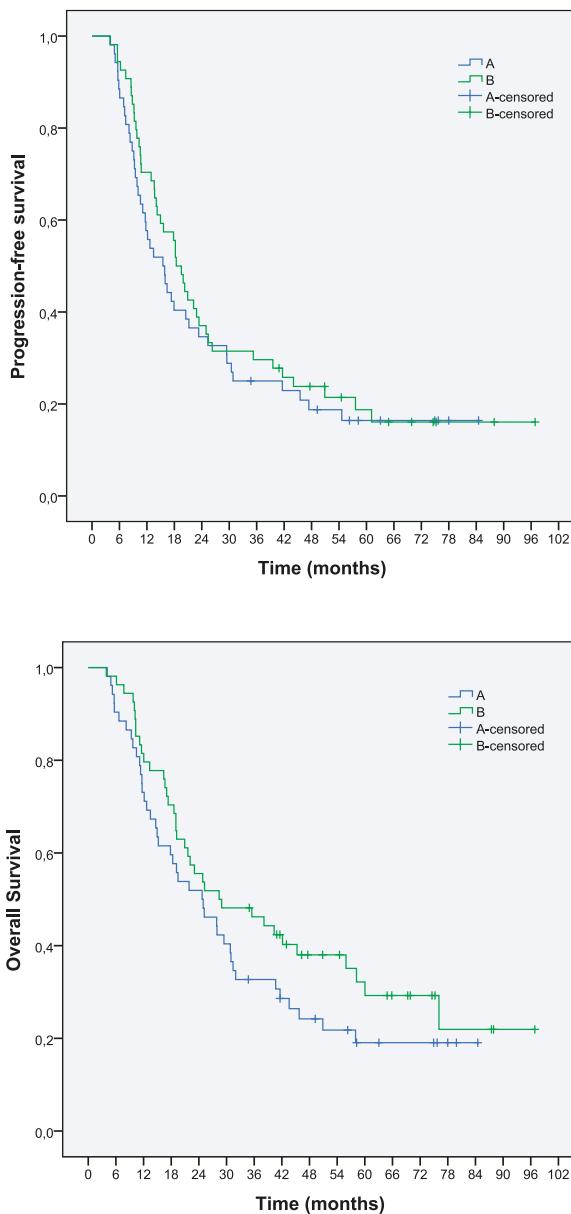 Progression-free survival
1,0
0,8
0,6
0,4
0,2
0,0
A
B
A-censored
B-censored
0 6 12 18 24 30 36 42 48 54 60 66 72 78 84 90 96 102
Time (months)
Overall Survival
1,0
0,8
0,6
0,4
0,2
0,0
A
B
A-censored
B-censored
0 6 12 18 24 30 36 42 48 54 60 66 72 78 84 90 96 102
Time (months)